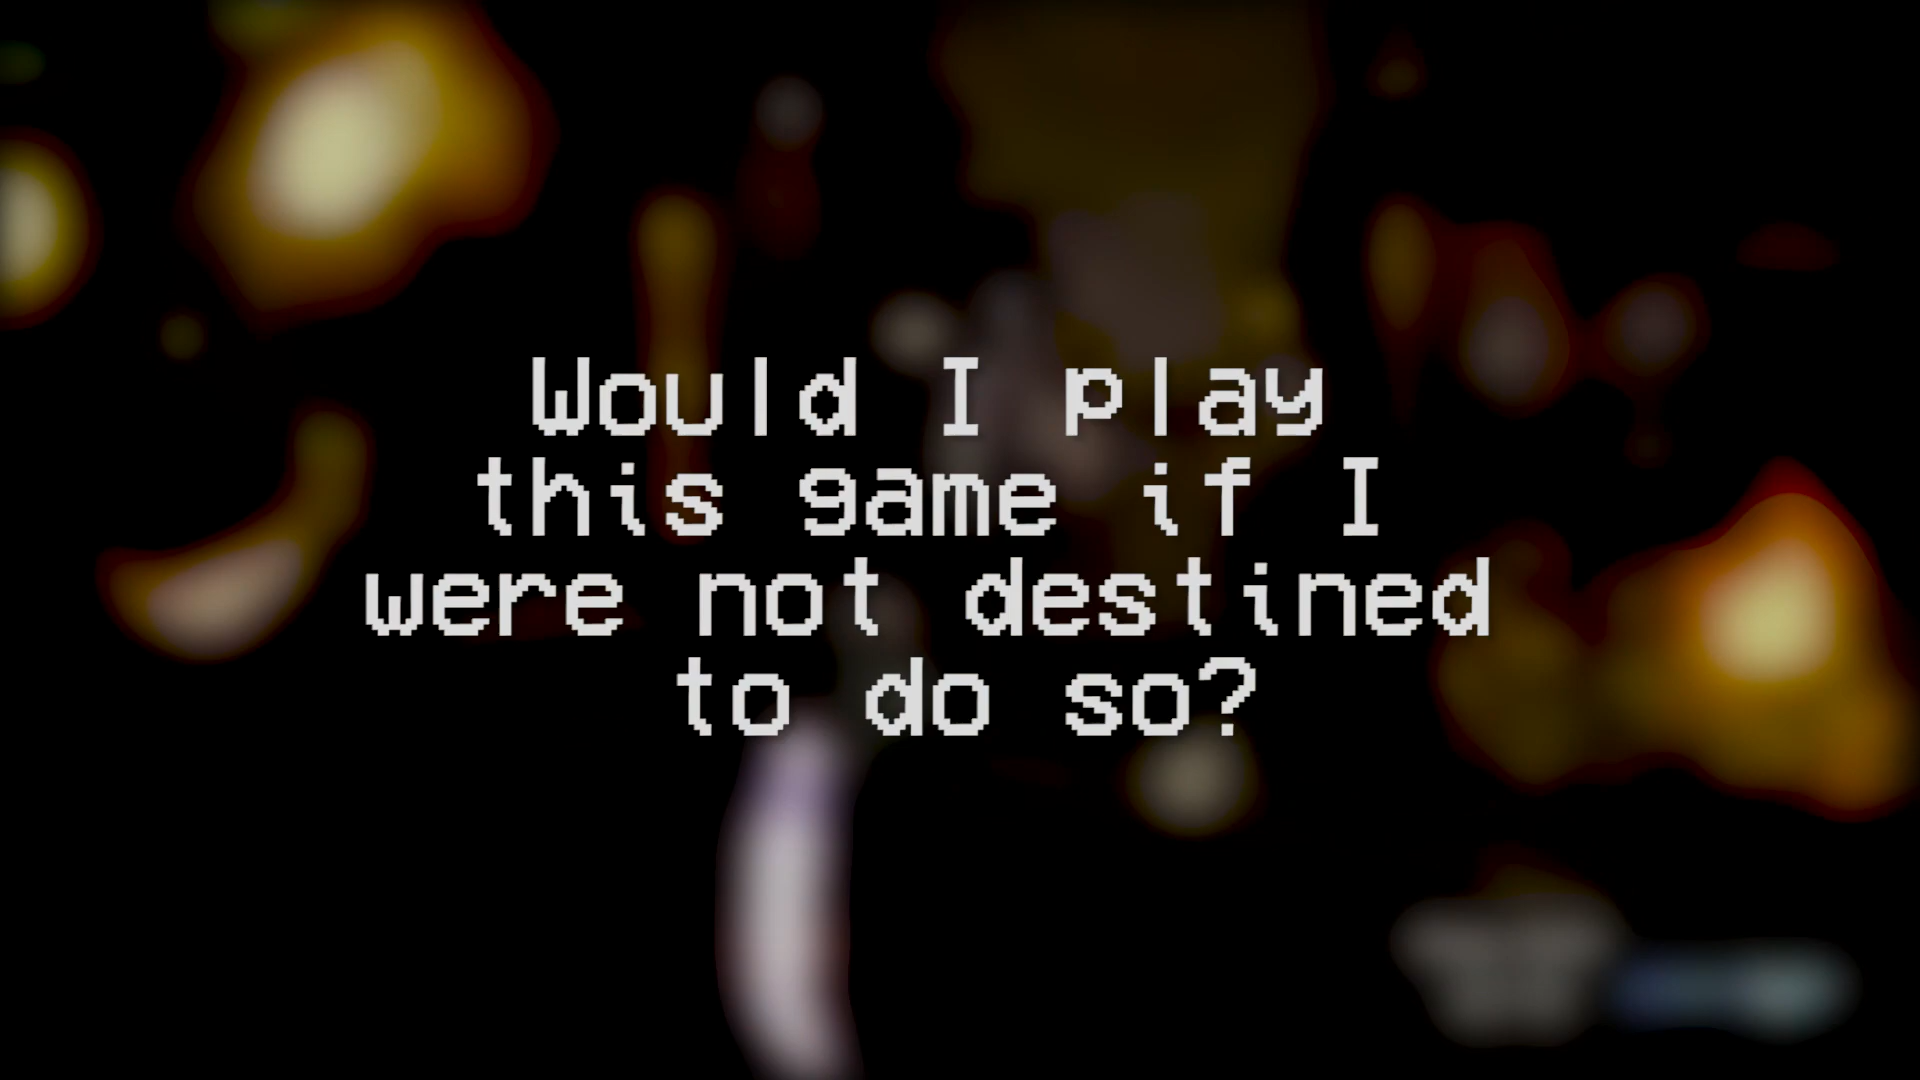 Would I play
this game if I
were not destined
to do so?